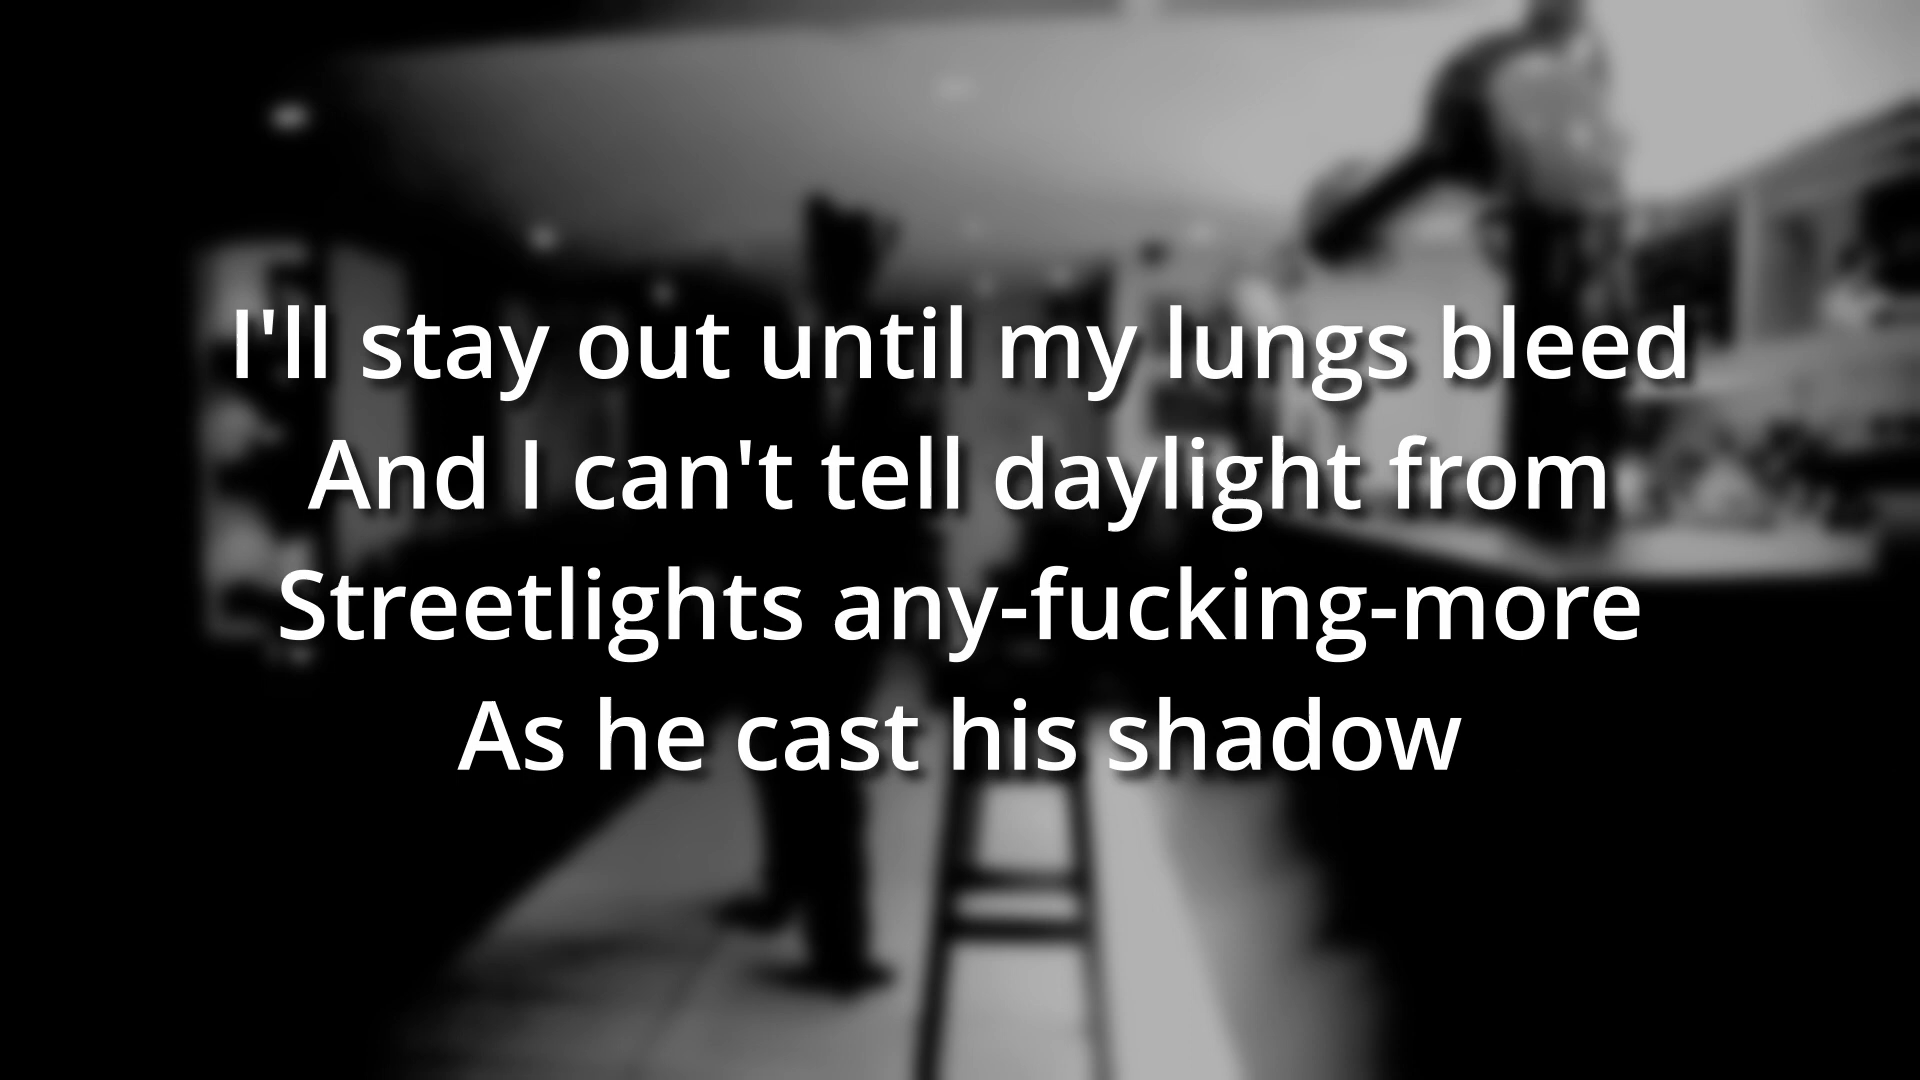 I'll stay out until my lungs bleed
And I can't tell daylight from
Streetlights any-fucking-more
As he cast his shadow